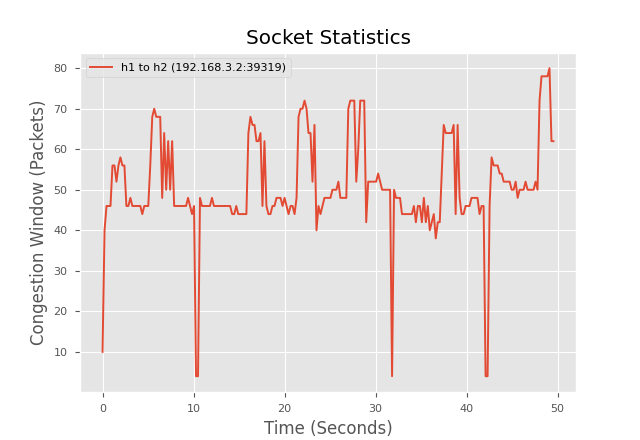 Socket Statistics
h1 to h2 (192.168.3.2:39319)
Congestion Window (Packets)
80
70
60
50
40
30
20
10
0 10 20 30 40 50
Time (Seconds)